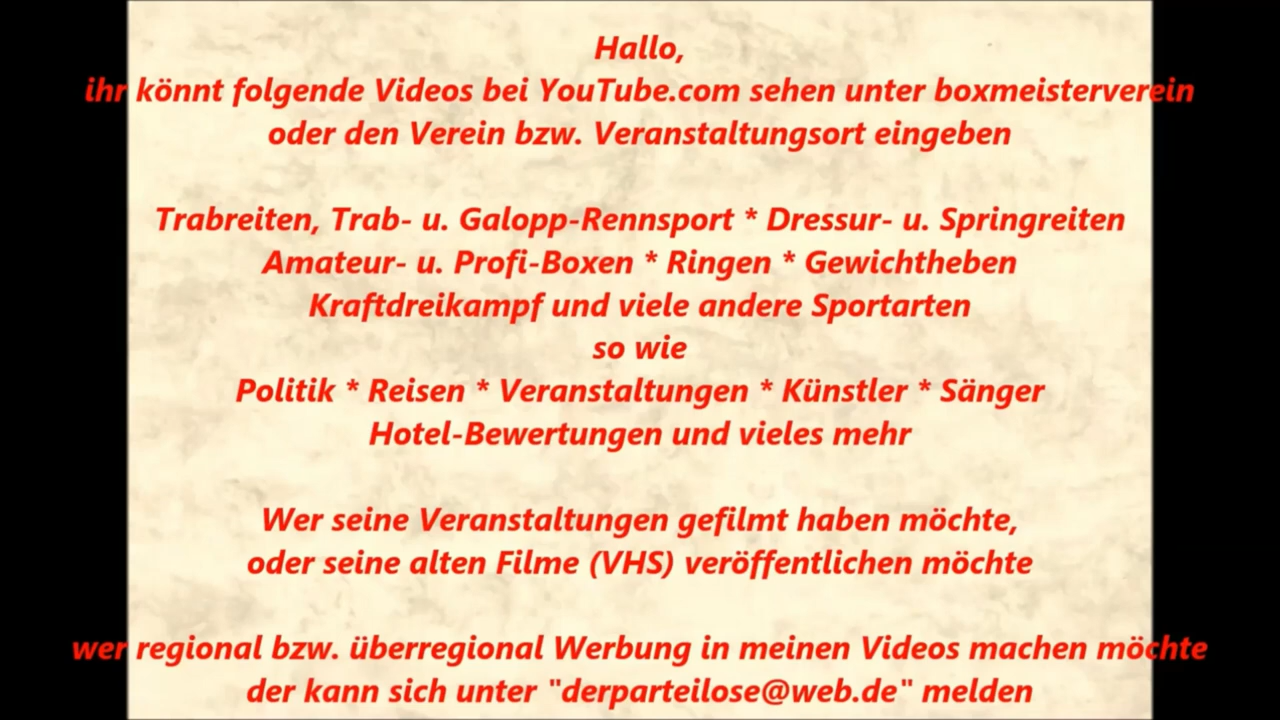 Hallo,
ihr könnt folgende Videos bei YouTube.com sehen unter boxmeisterverein
oder den Verein bzw. Veranstaltungsort eingeben
Trabreiten, Trab- u. Galopp-Rennsport * Dressur- u. Springreiten
Amateur- u. Profi-Boxen * Ringen * Gewichtheben
Kraftdreikampf und viele andere Sportarten
so wie
Politik * Reisen * Veranstaltungen * Künstler * Sänger
Hotel-Bewertungen und vieles mehr
Wer seine Veranstaltungen gefilmt haben möchte,
oder seine alten Filme (VHS) veröffentlichen möchte
wer regional bzw. überregional Werbung in meinen Videos machen möchte
der kann sich unter "derparteilose@web.de" melden